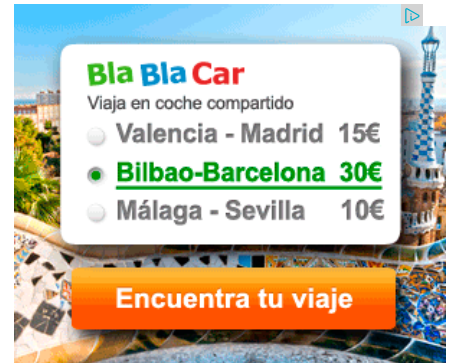 Bla Bla Car
Viaja en coche compartido
Valencia - Madrid 15€
Bilbao-Barcelona 30€
Málaga - Sevilla 10€
Encuentra tu viaje